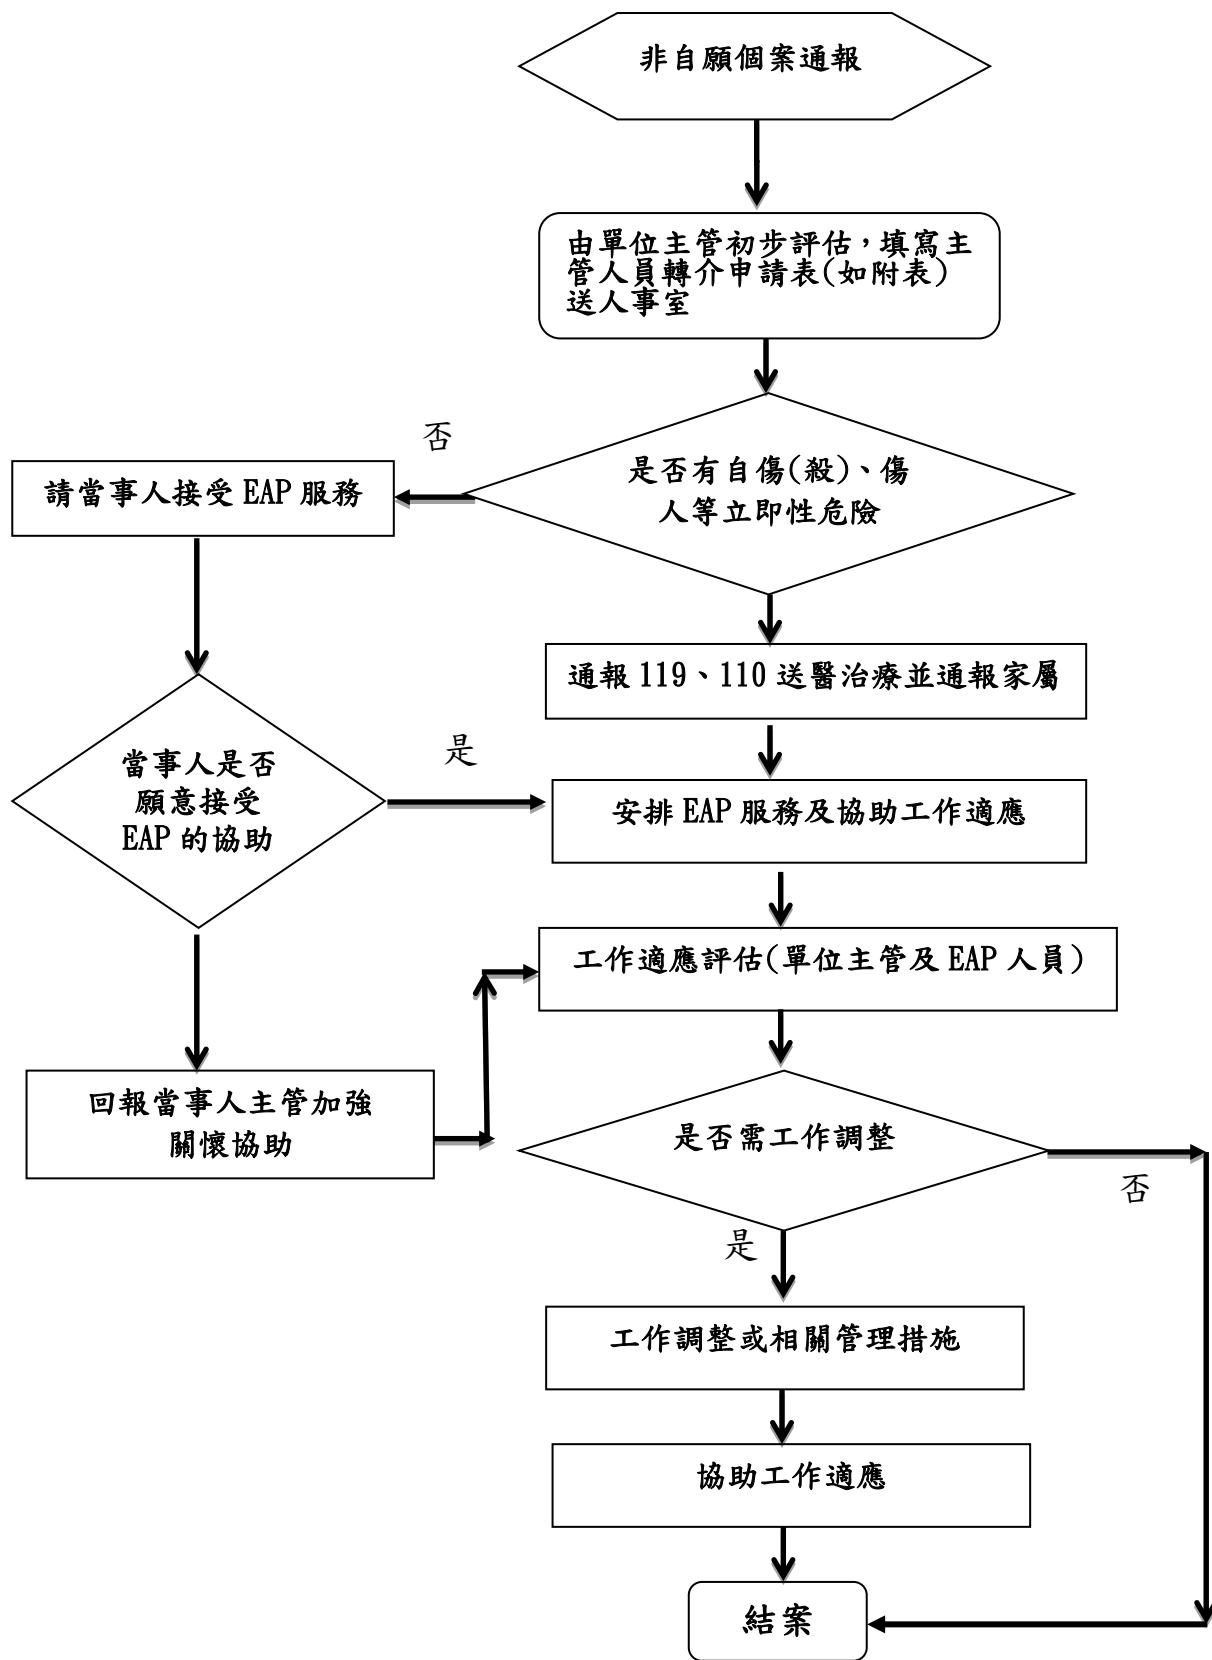 非自願個案通報
由單位主管初步評估，填寫主
管人員轉介申請表(如附表)
送人事室
否
是否有自傷(殺)、傷
人等立即性危險
請當事人接受 EAP 服務
通報 119、110 送醫治療並通報家屬
當事人是否
願意接受
EAP 的協助
是
安排 EAP 服務及協助工作適應
工作適應評估(單位主管及 EAP 人員)
回報當事人主管加強
關懷協助
是否需工作調整
否
是
工作調整或相關管理措施
協助工作適應
結案